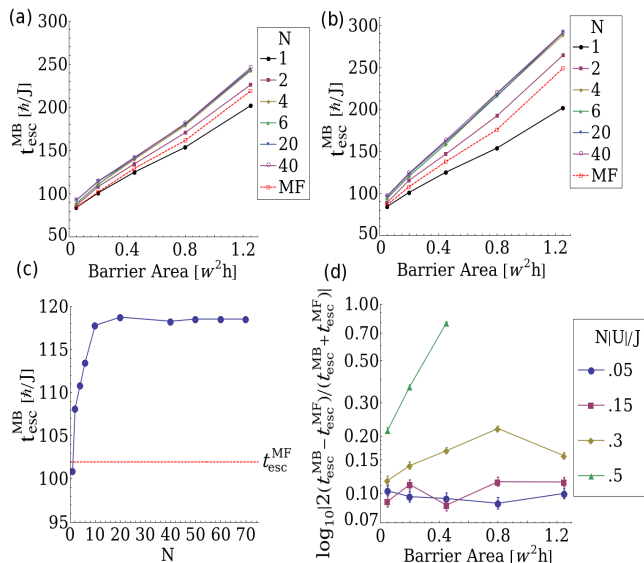 (a)
300
250
200
150
100
50
t_esc^MB [ħ/J]
0 0.4 0.8 1.2
Barrier Area [w²h]
N
1
2
4
6
20
40
MF
(b)
300
250
200
150
100
50
t_esc^MB [ħ/J]
0 0.4 0.8 1.2
Barrier Area [w²h]
N
1
2
4
6
20
40
MF
(c)
120
115
110
105
100
95
t_esc^MB [ħ/J]
t_esc^MF
0 10 20 30 40 50 60 70
N
(d)
1.00
0.70
0.50
0.30
0.20
0.15
0.10
0.07
log₁₀|2(t_esc^MB − t_esc^MF)/(t_esc^MB + t_esc^MF)|
0 0.4 0.8 1.2
Barrier Area [w²h]
N|U|/J
.05
.15
.3
.5